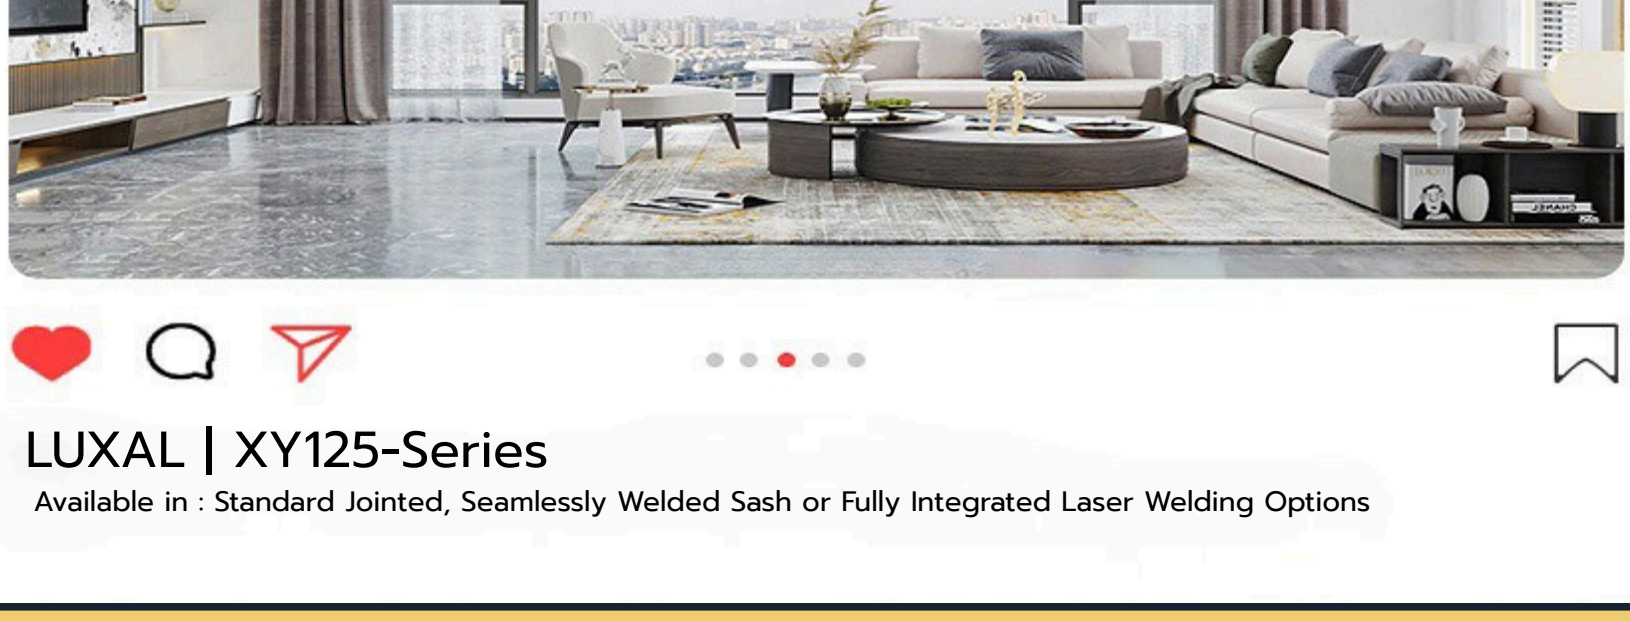 LUXAL | XY125-Series
Available in : Standard Jointed, Seamlessly Welded Sash or Fully Integrated Laser Welding Options